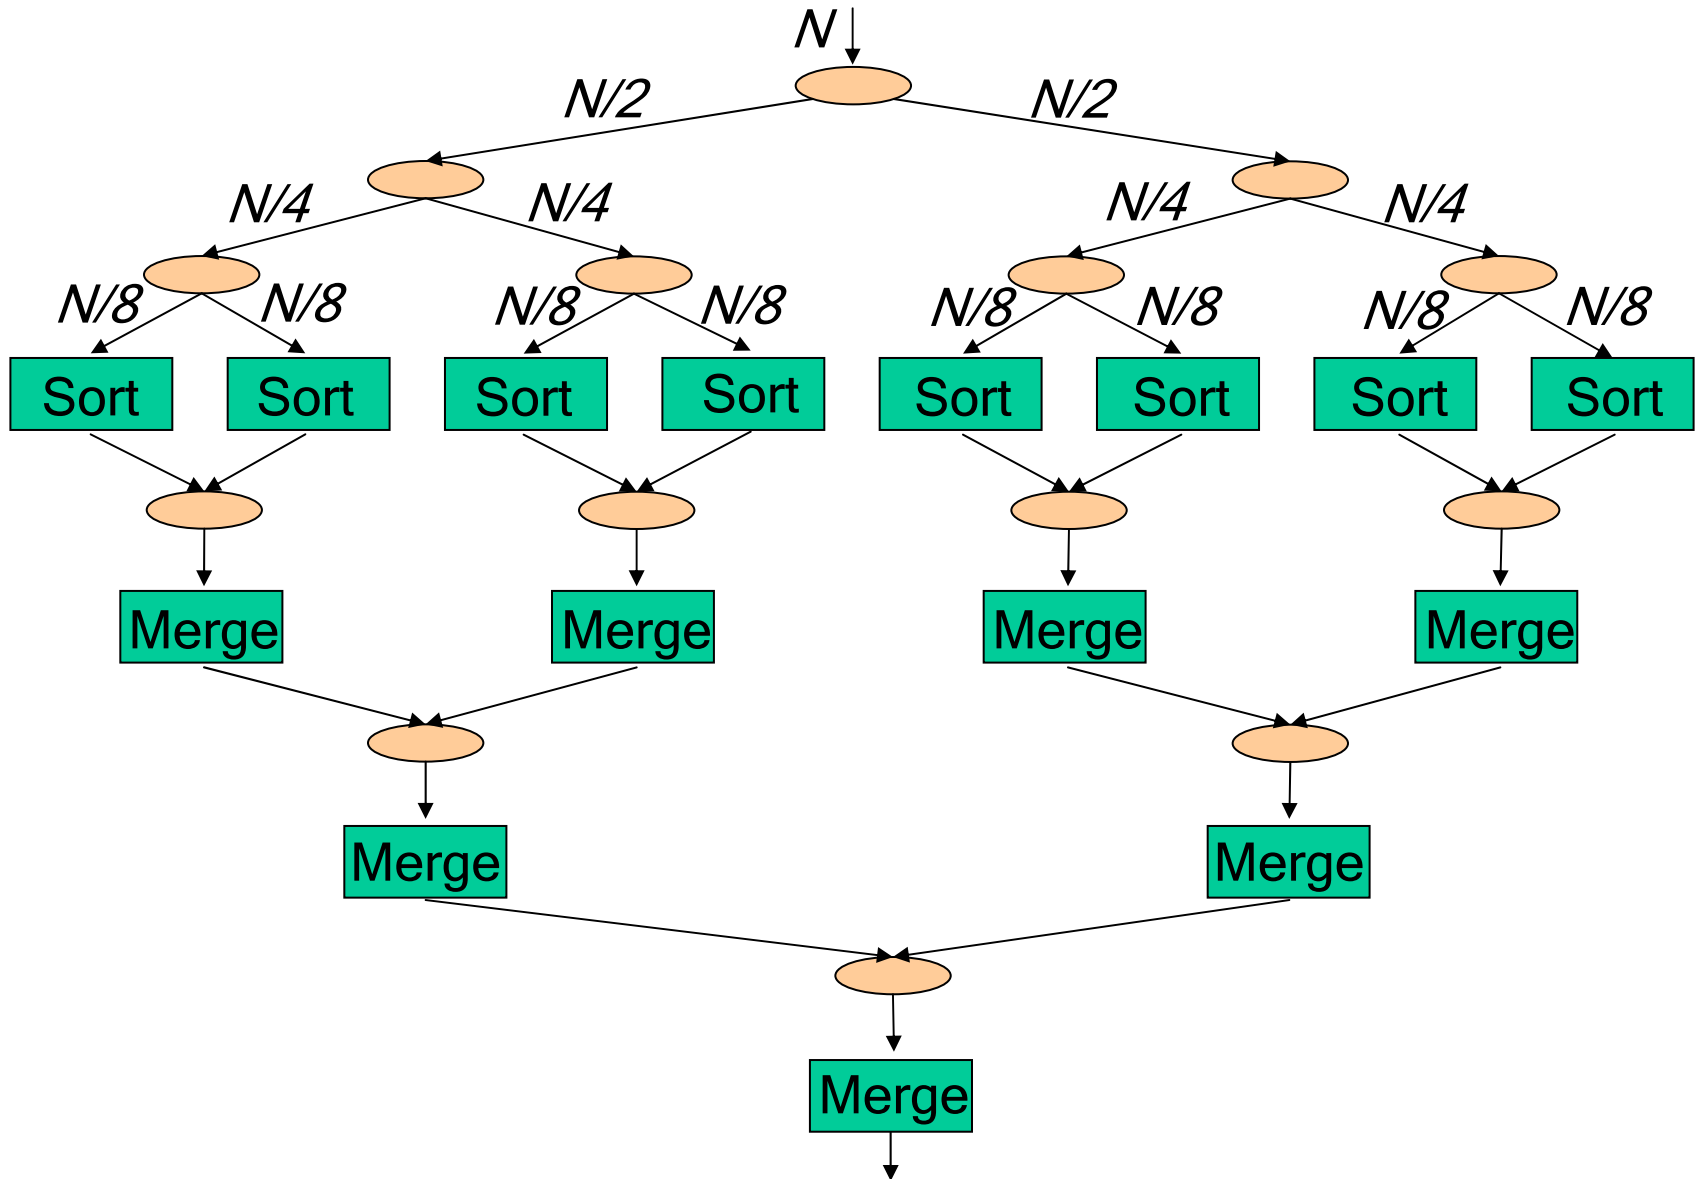 N
N/2 N/2
N/4 N/4 N/4 N/4
N/8 N/8 N/8 N/8 N/8 N/8 N/8 N/8
Sort Sort Sort Sort Sort Sort Sort Sort
Merge Merge Merge Merge
Merge Merge
Merge